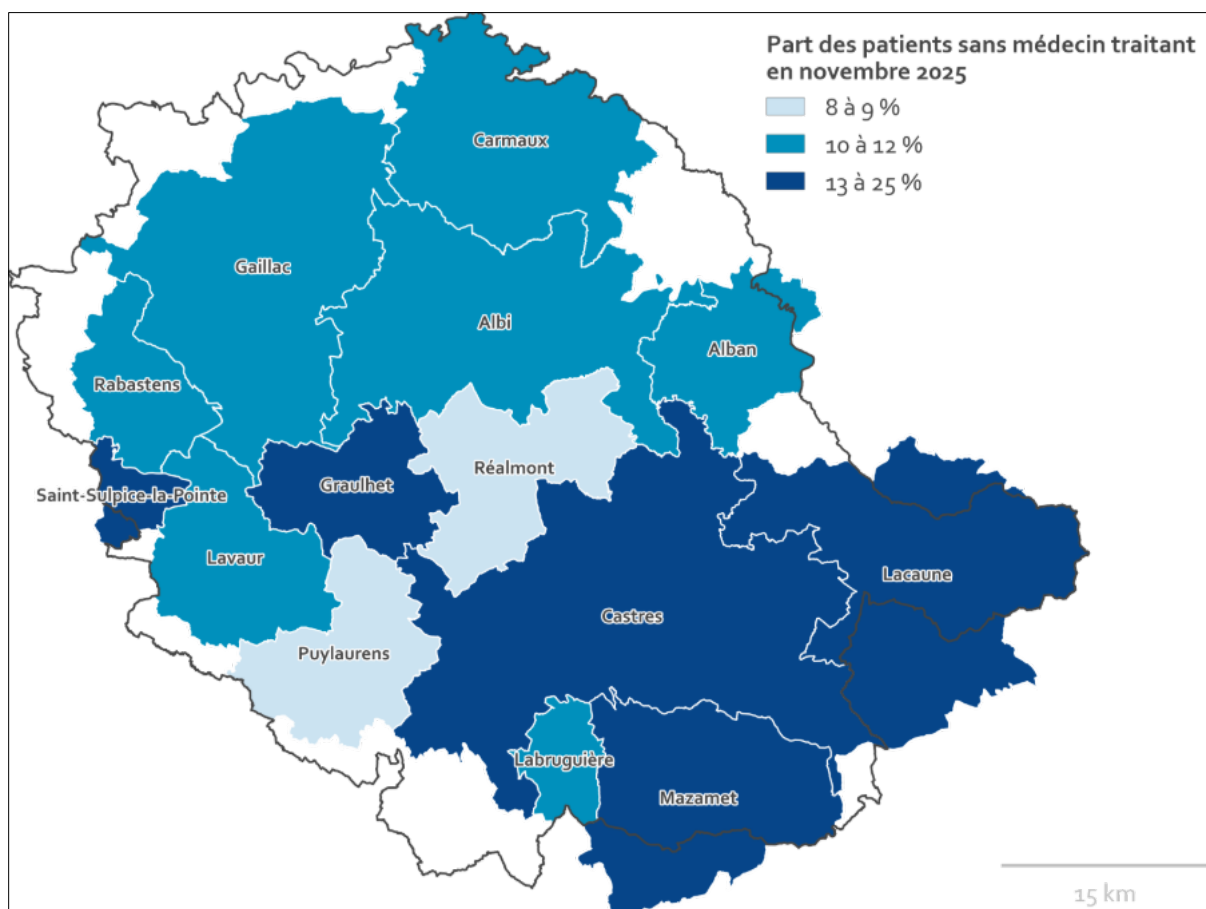 Part des patients sans médecin traitant
en novembre 2025
8 à 9 %
10 à 12 %
13 à 25 %
Carmaux
Gaillac
Albi
Alban
Rabastens
Réalmont
Graulhet
Saint-Sulpice-la-Pointe
Lavaur
Lacaune
Castres
Puylaurens
Labruguière
Mazamet
15 km